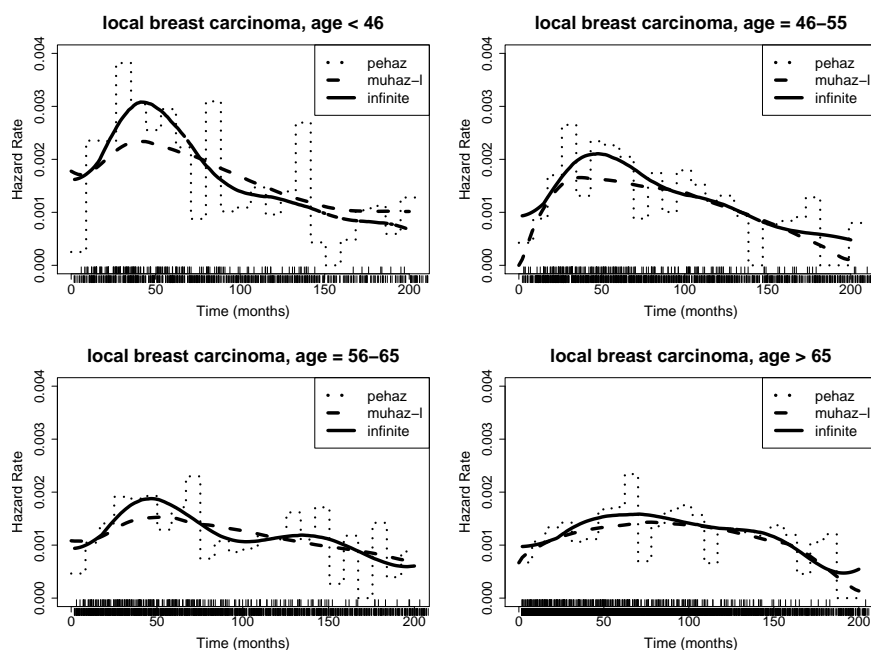 local breast carcinoma, age < 46
0.004
0.003
0.002
0.001
0.000
Hazard Rate
pehaz
muhaz−l
infinite
0
50
100
150
200
Time (months)
local breast carcinoma, age = 46−55
0.004
0.003
0.002
0.001
0.000
Hazard Rate
pehaz
muhaz−l
infinite
0
50
100
150
200
Time (months)
local breast carcinoma, age = 56−65
0.004
0.003
0.002
0.001
0.000
Hazard Rate
pehaz
muhaz−l
infinite
0
50
100
150
200
Time (months)
local breast carcinoma, age > 65
0.004
0.003
0.002
0.001
0.000
Hazard Rate
pehaz
muhaz−l
infinite
0
50
100
150
200
Time (months)